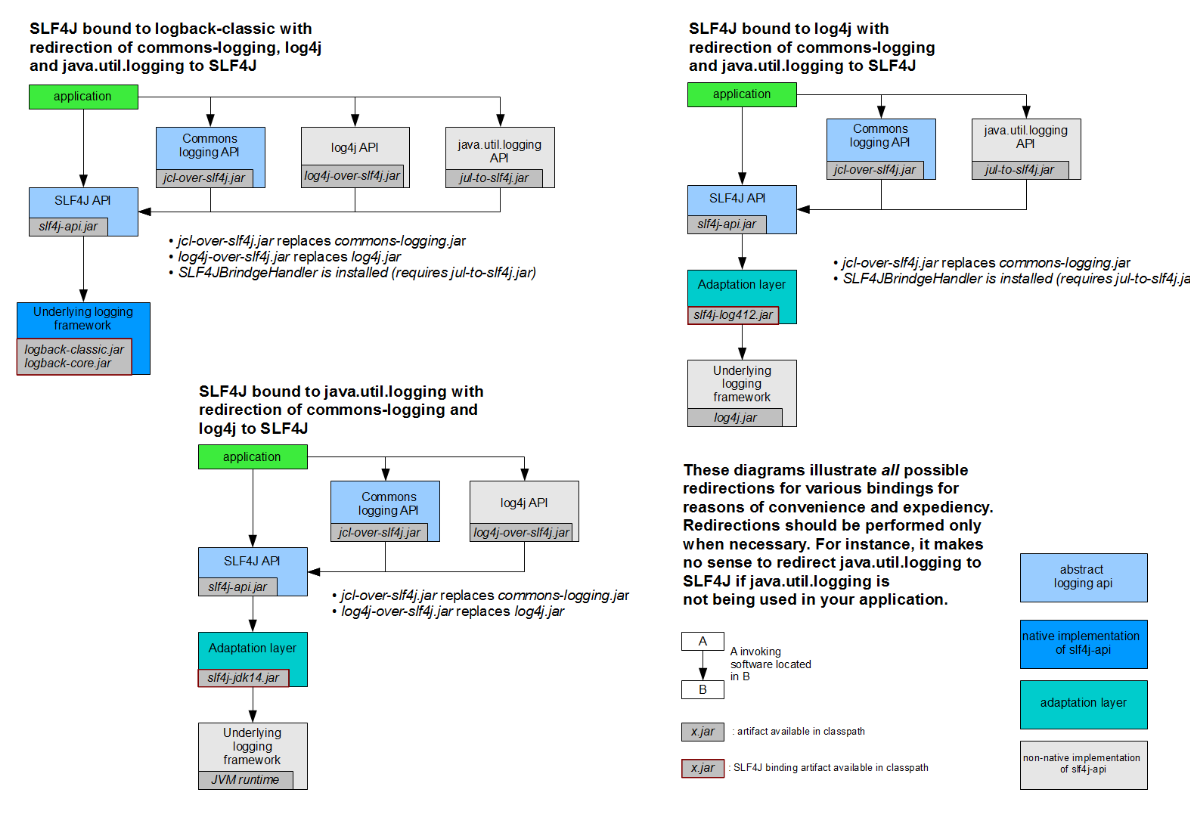 SLF4J bound to logback-classic with
redirection of commons-logging, log4j
and java.util.logging to SLF4J
application
Commons
logging API
jcl-over-slf4j.jar
log4j API
log4j-over-slf4j.jar
java.util.logging
API
jul-to-slf4j.jar
SLF4J API
slf4j-api.jar
• jcl-over-slf4j.jar replaces commons-logging.jar
• log4j-over-slf4j.jar replaces log4j.jar
• SLF4JBrindgeHandler is installed (requires jul-to-slf4j.jar)
Underlying logging
framework
logback-classic.jar
logback-core.jar
SLF4J bound to log4j with
redirection of commons-logging
and java.util.logging to SLF4J
application
Commons
logging API
jcl-over-slf4j.jar
java.util.logging
API
jul-to-slf4j.jar
SLF4J API
slf4j-api.jar
• jcl-over-slf4j.jar replaces commons-logging.jar
• SLF4JBrindgeHandler is installed (requires jul-to-slf4j.ja
Adaptation layer
slf4j-log412.jar
Underlying
logging
framework
log4j.jar
SLF4J bound to java.util.logging with
redirection of commons-logging and
log4j to SLF4J
application
Commons
logging API
jcl-over-slf4j.jar
log4j API
log4j-over-slf4j.jar
SLF4J API
slf4j-api.jar
• jcl-over-slf4j.jar replaces commons-logging.jar
• log4j-over-slf4j.jar replaces log4j.jar
Adaptation layer
slf4j-jdk14.jar
Underlying
logging
framework
JVM runtime
These diagrams illustrate all possible
redirections for various bindings for
reasons of convenience and expediency.
Redirections should be performed only
when necessary. For instance, it makes
no sense to redirect java.util.logging to
SLF4J if java.util.logging is
not being used in your application.
A
A invoking
software located
in B
B
x.jar
: artifact available in classpath
x.jar
: SLF4J binding artifact available in classpath
abstract
logging api
native implementation
of slf4j-api
adaptation layer
non-native implementation
of slf4j-api